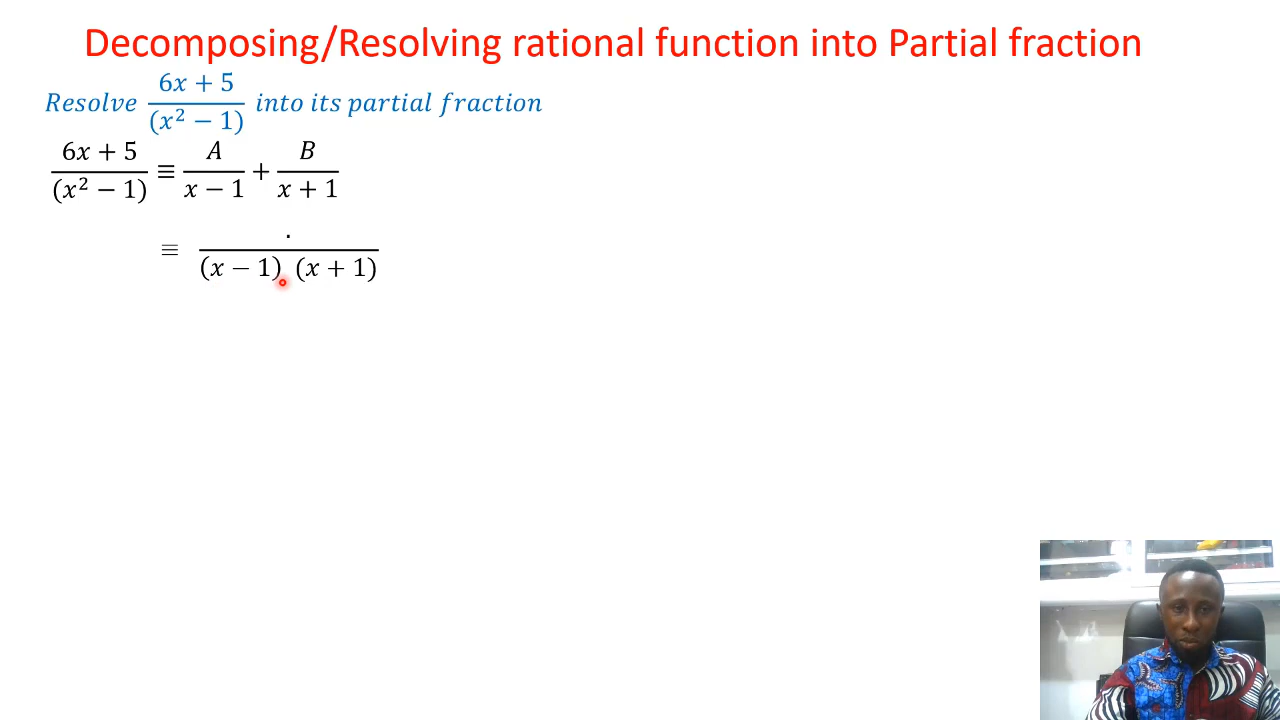 Decomposing/Resolving rational function into Partial fraction
Resolve (6x + 5)/(x² − 1) into its partial fraction
(6x + 5)/(x² − 1) ≡ A/(x − 1) + B/(x + 1)
≡ ./(x − 1) (x + 1)